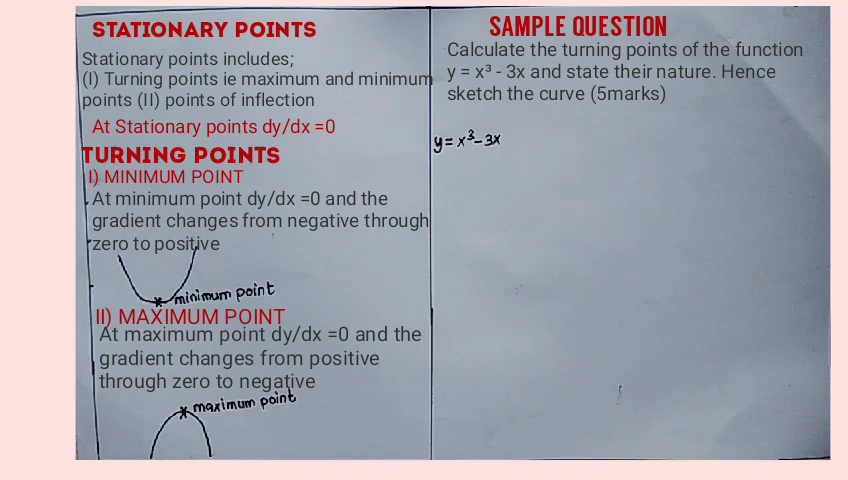 STATIONARY POINTS
Stationary points includes;
(I) Turning points ie maximum and minimum
points (II) points of inflection
At Stationary points dy/dx =0
TURNING POINTS
I) MINIMUM POINT
At minimum point dy/dx =0 and the
gradient changes from negative through
zero to positive
minimum point
II) MAXIMUM POINT
At maximum point dy/dx =0 and the
gradient changes from positive
through zero to negative
maximum point
SAMPLE QUESTION
Calculate the turning points of the function
y = x³ - 3x and state their nature. Hence
sketch the curve (5marks)
y = x³ - 3x